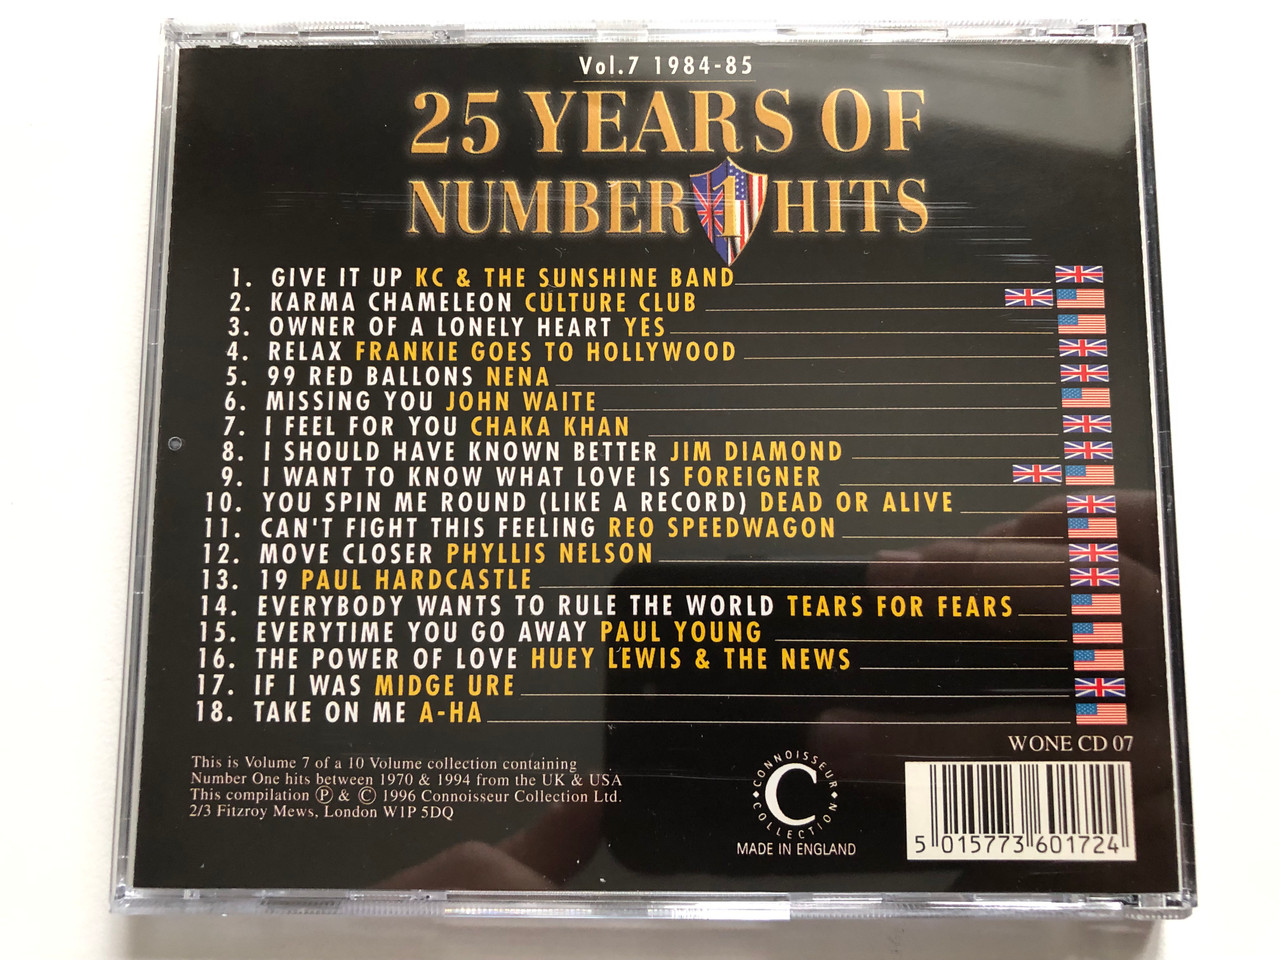 Vol.7 1984-85
25 YEARS OF
NUMBER 1 HITS
1. GIVE IT UP KC & THE SUNSHINE BAND
2. KARMA CHAMELEON CULTURE CLUB
3. OWNER OF A LONELY HEART YES
4. RELAX FRANKIE GOES TO HOLLYWOOD
5. 99 RED BALLONS NENA
6. MISSING YOU JOHN WAITE
7. I FEEL FOR YOU CHAKA KHAN
8. I SHOULD HAVE KNOWN BETTER JIM DIAMOND
9. I WANT TO KNOW WHAT LOVE IS FOREIGNER
10. YOU SPIN ME ROUND (LIKE A RECORD) DEAD OR ALIVE
11. CAN'T FIGHT THIS FEELING REO SPEEDWAGON
12. MOVE CLOSER PHYLLIS NELSON
13. 19 PAUL HARDCASTLE
14. EVERYBODY WANTS TO RULE THE WORLD TEARS FOR FEARS
15. EVERYTIME YOU GO AWAY PAUL YOUNG
16. THE POWER OF LOVE HUEY LEWIS & THE NEWS
17. IF I WAS MIDGE URE
18. TAKE ON ME A-HA
WONE CD 07
This is Volume 7 of a 10 Volume collection containing
Number One hits between 1970 & 1994 from the UK & USA
This compilation Ⓟ & © 1996 Connoisseur Collection Ltd.
2/3 Fitzroy Mews, London W1P 5DQ
CONNOISSEUR
C
COLLECTION
MADE IN ENGLAND
5 015773 601724